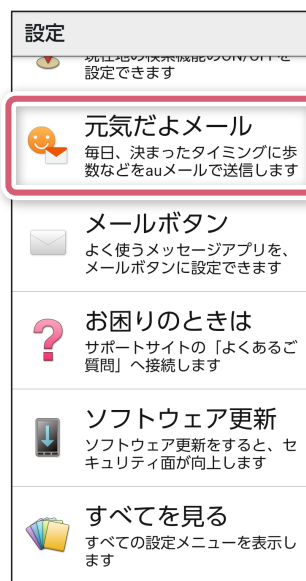 設定
現在地の検索機能のON/OFFを
設定できます
元気だよメール
毎日、決まったタイミングに歩
数などをauメールで送信します
メールボタン
よく使うメッセージアプリを、
メールボタンに設定できます
お困りのときは
サポートサイトの「よくあるご
質問」へ接続します
ソフトウェア更新
ソフトウェア更新をすると、セ
キュリティ面が向上します
すべてを見る
すべての設定メニューを表示し
ます